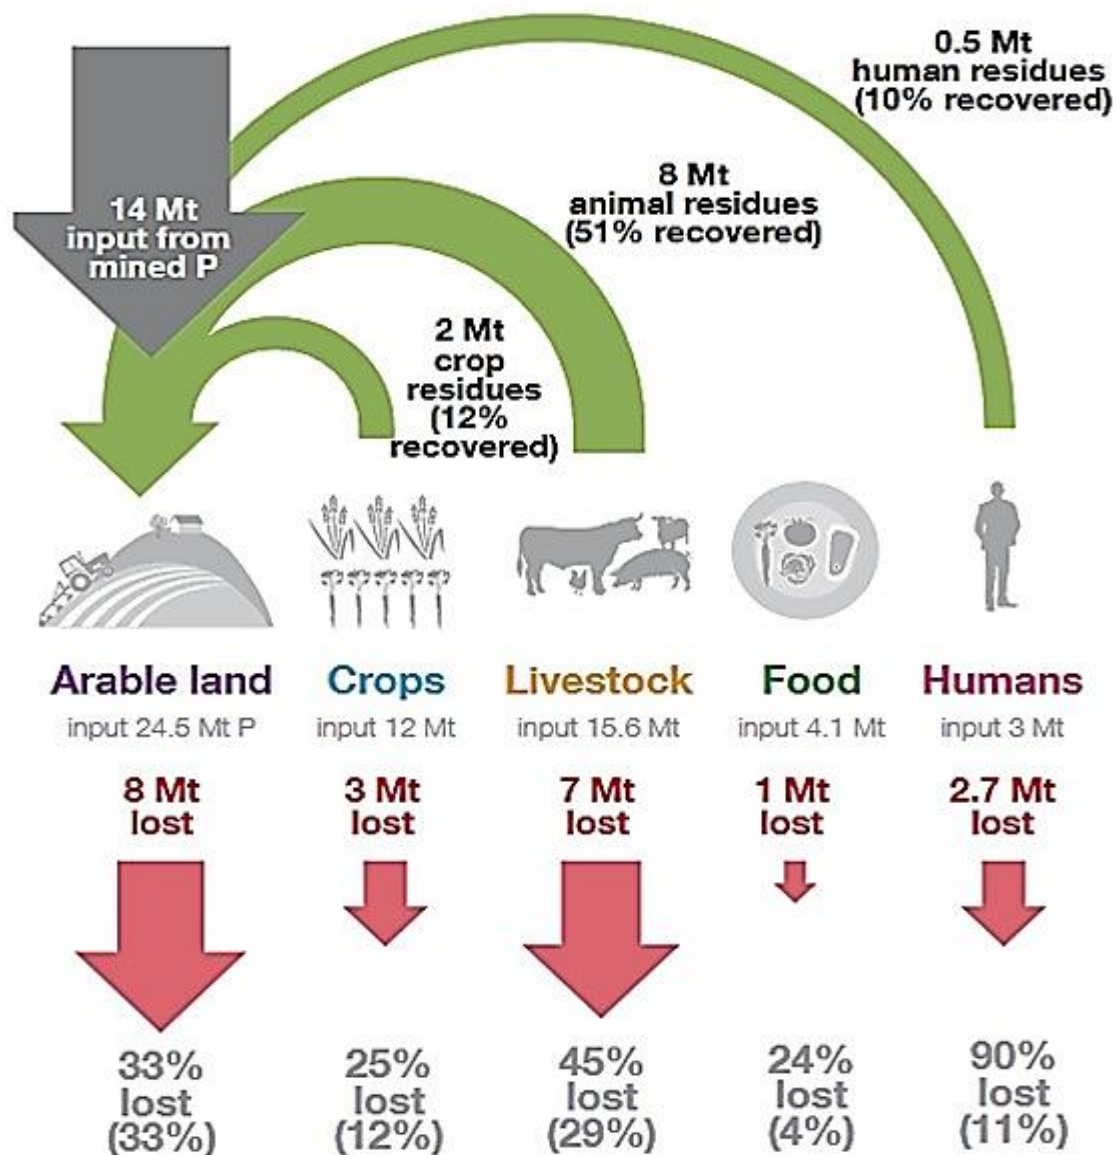 0.5 Mt
human residues
(10% recovered)
8 Mt
animal residues
(51% recovered)
14 Mt
input from
mined P
2 Mt
crop
residues
(12%
recovered)
Arable land
input 24.5 Mt P
8 Mt
lost
33%
lost
(33%)
Crops
input 12 Mt
3 Mt
lost
25%
lost
(12%)
Livestock
input 15.6 Mt
7 Mt
lost
45%
lost
(29%)
Food
input 4.1 Mt
1 Mt
lost
24%
lost
(4%)
Humans
input 3 Mt
2.7 Mt
lost
90%
lost
(11%)